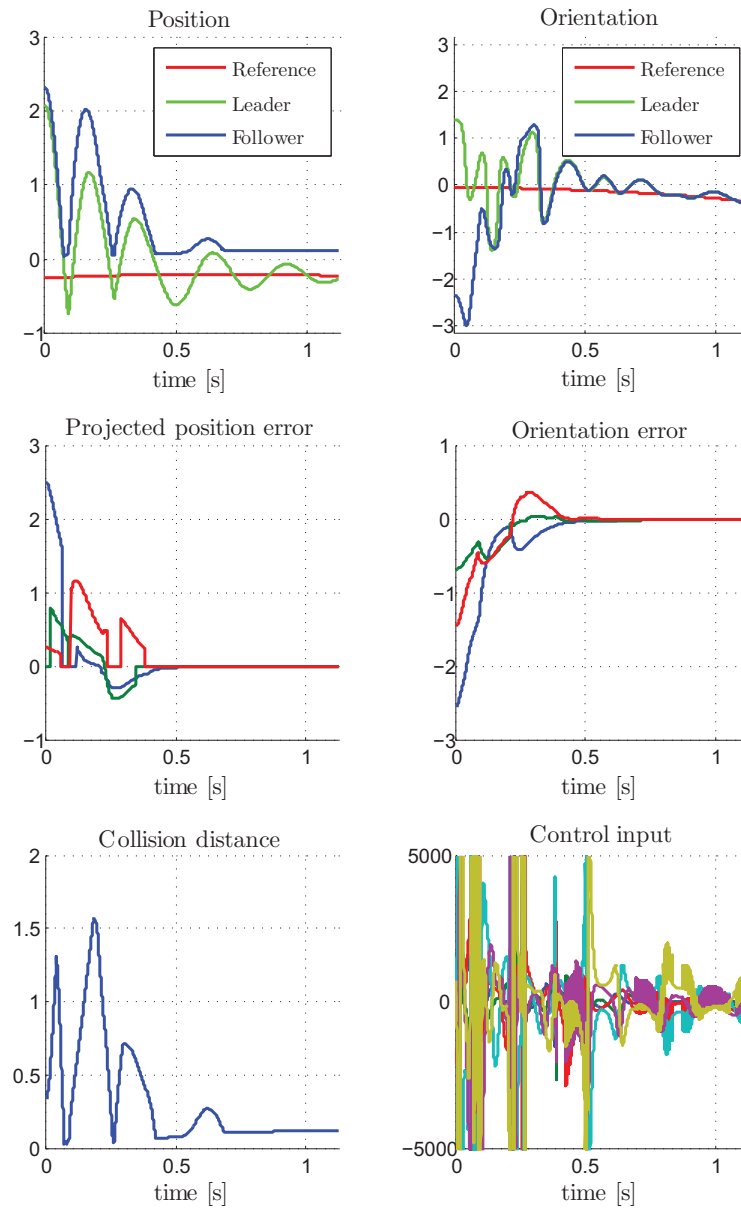 Position
3
2
1
0
−1
0
0.5
1
time [s]
Reference
Leader
Follower
Orientation
3
2
1
0
−1
−2
−3
0
0.5
1
time [s]
Reference
Leader
Follower
Projected position error
3
2
1
0
−1
0
0.5
1
time [s]
Orientation error
1
0
−1
−2
−3
0
0.5
1
time [s]
Collision distance
2
1.5
1
0.5
0
0
0.5
1
time [s]
Control input
5000
0
−5000
0
0.5
1
time [s]